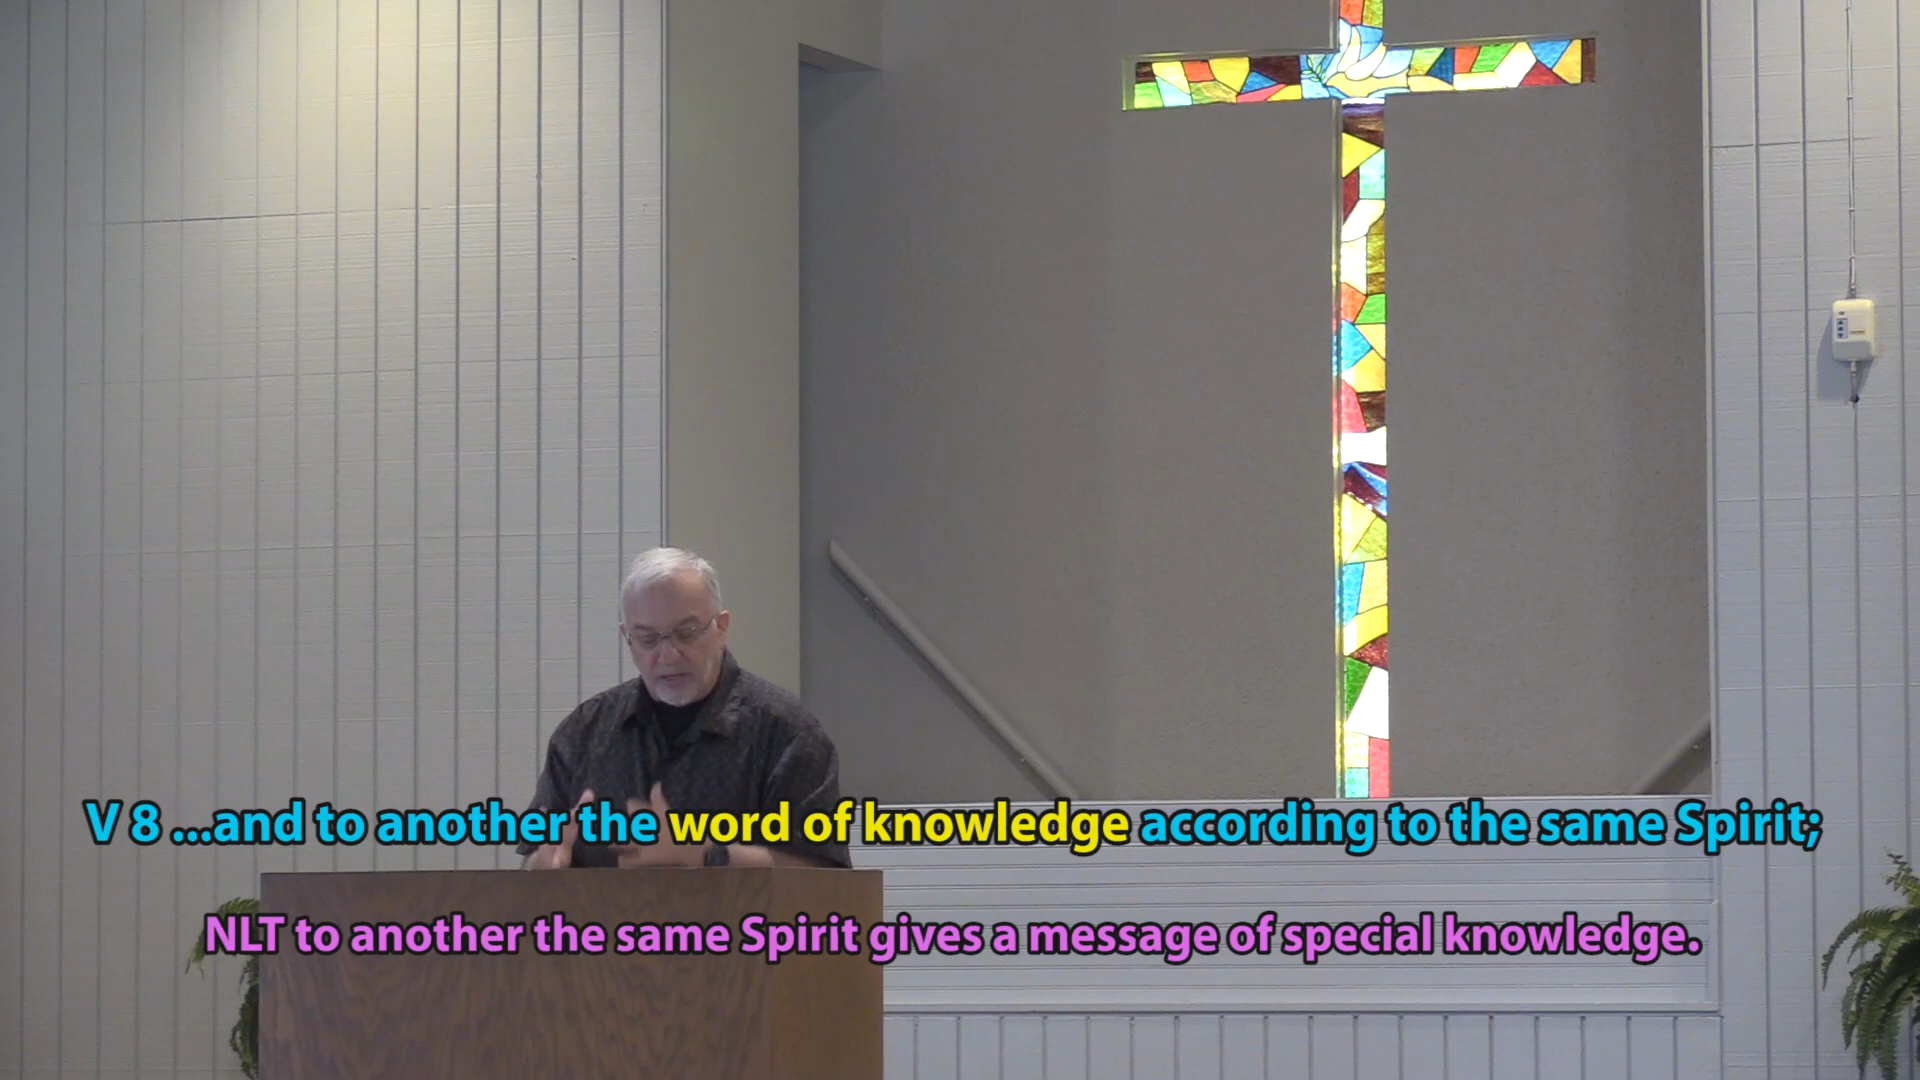 V 8 ...and to another the word of knowledge according to the same Spirit;
NLT to another the same Spirit gives a message of special knowledge.